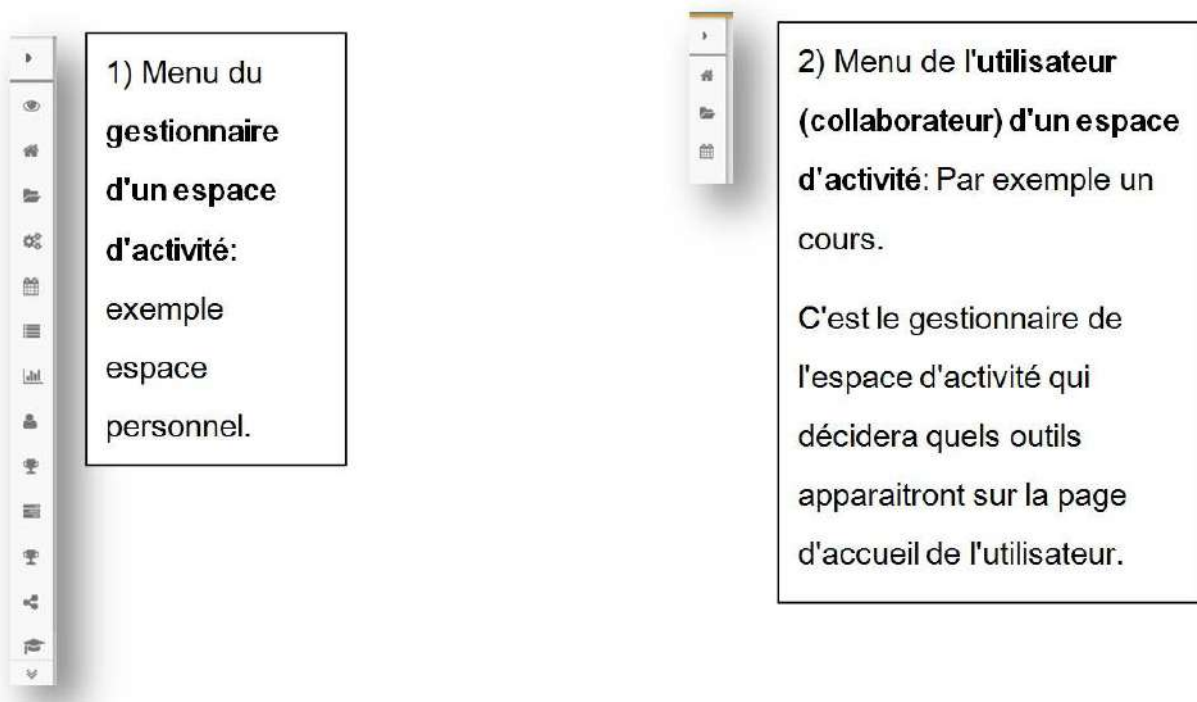 1) Menu du
gestionnaire
d'un espace
d'activité:
exemple
espace
personnel.
2) Menu de l'utilisateur
(collaborateur) d'un espace
d'activité: Par exemple un
cours.
C'est le gestionnaire de
l'espace d'activité qui
décidera quels outils
apparaitront sur la page
d'accueil de l'utilisateur.